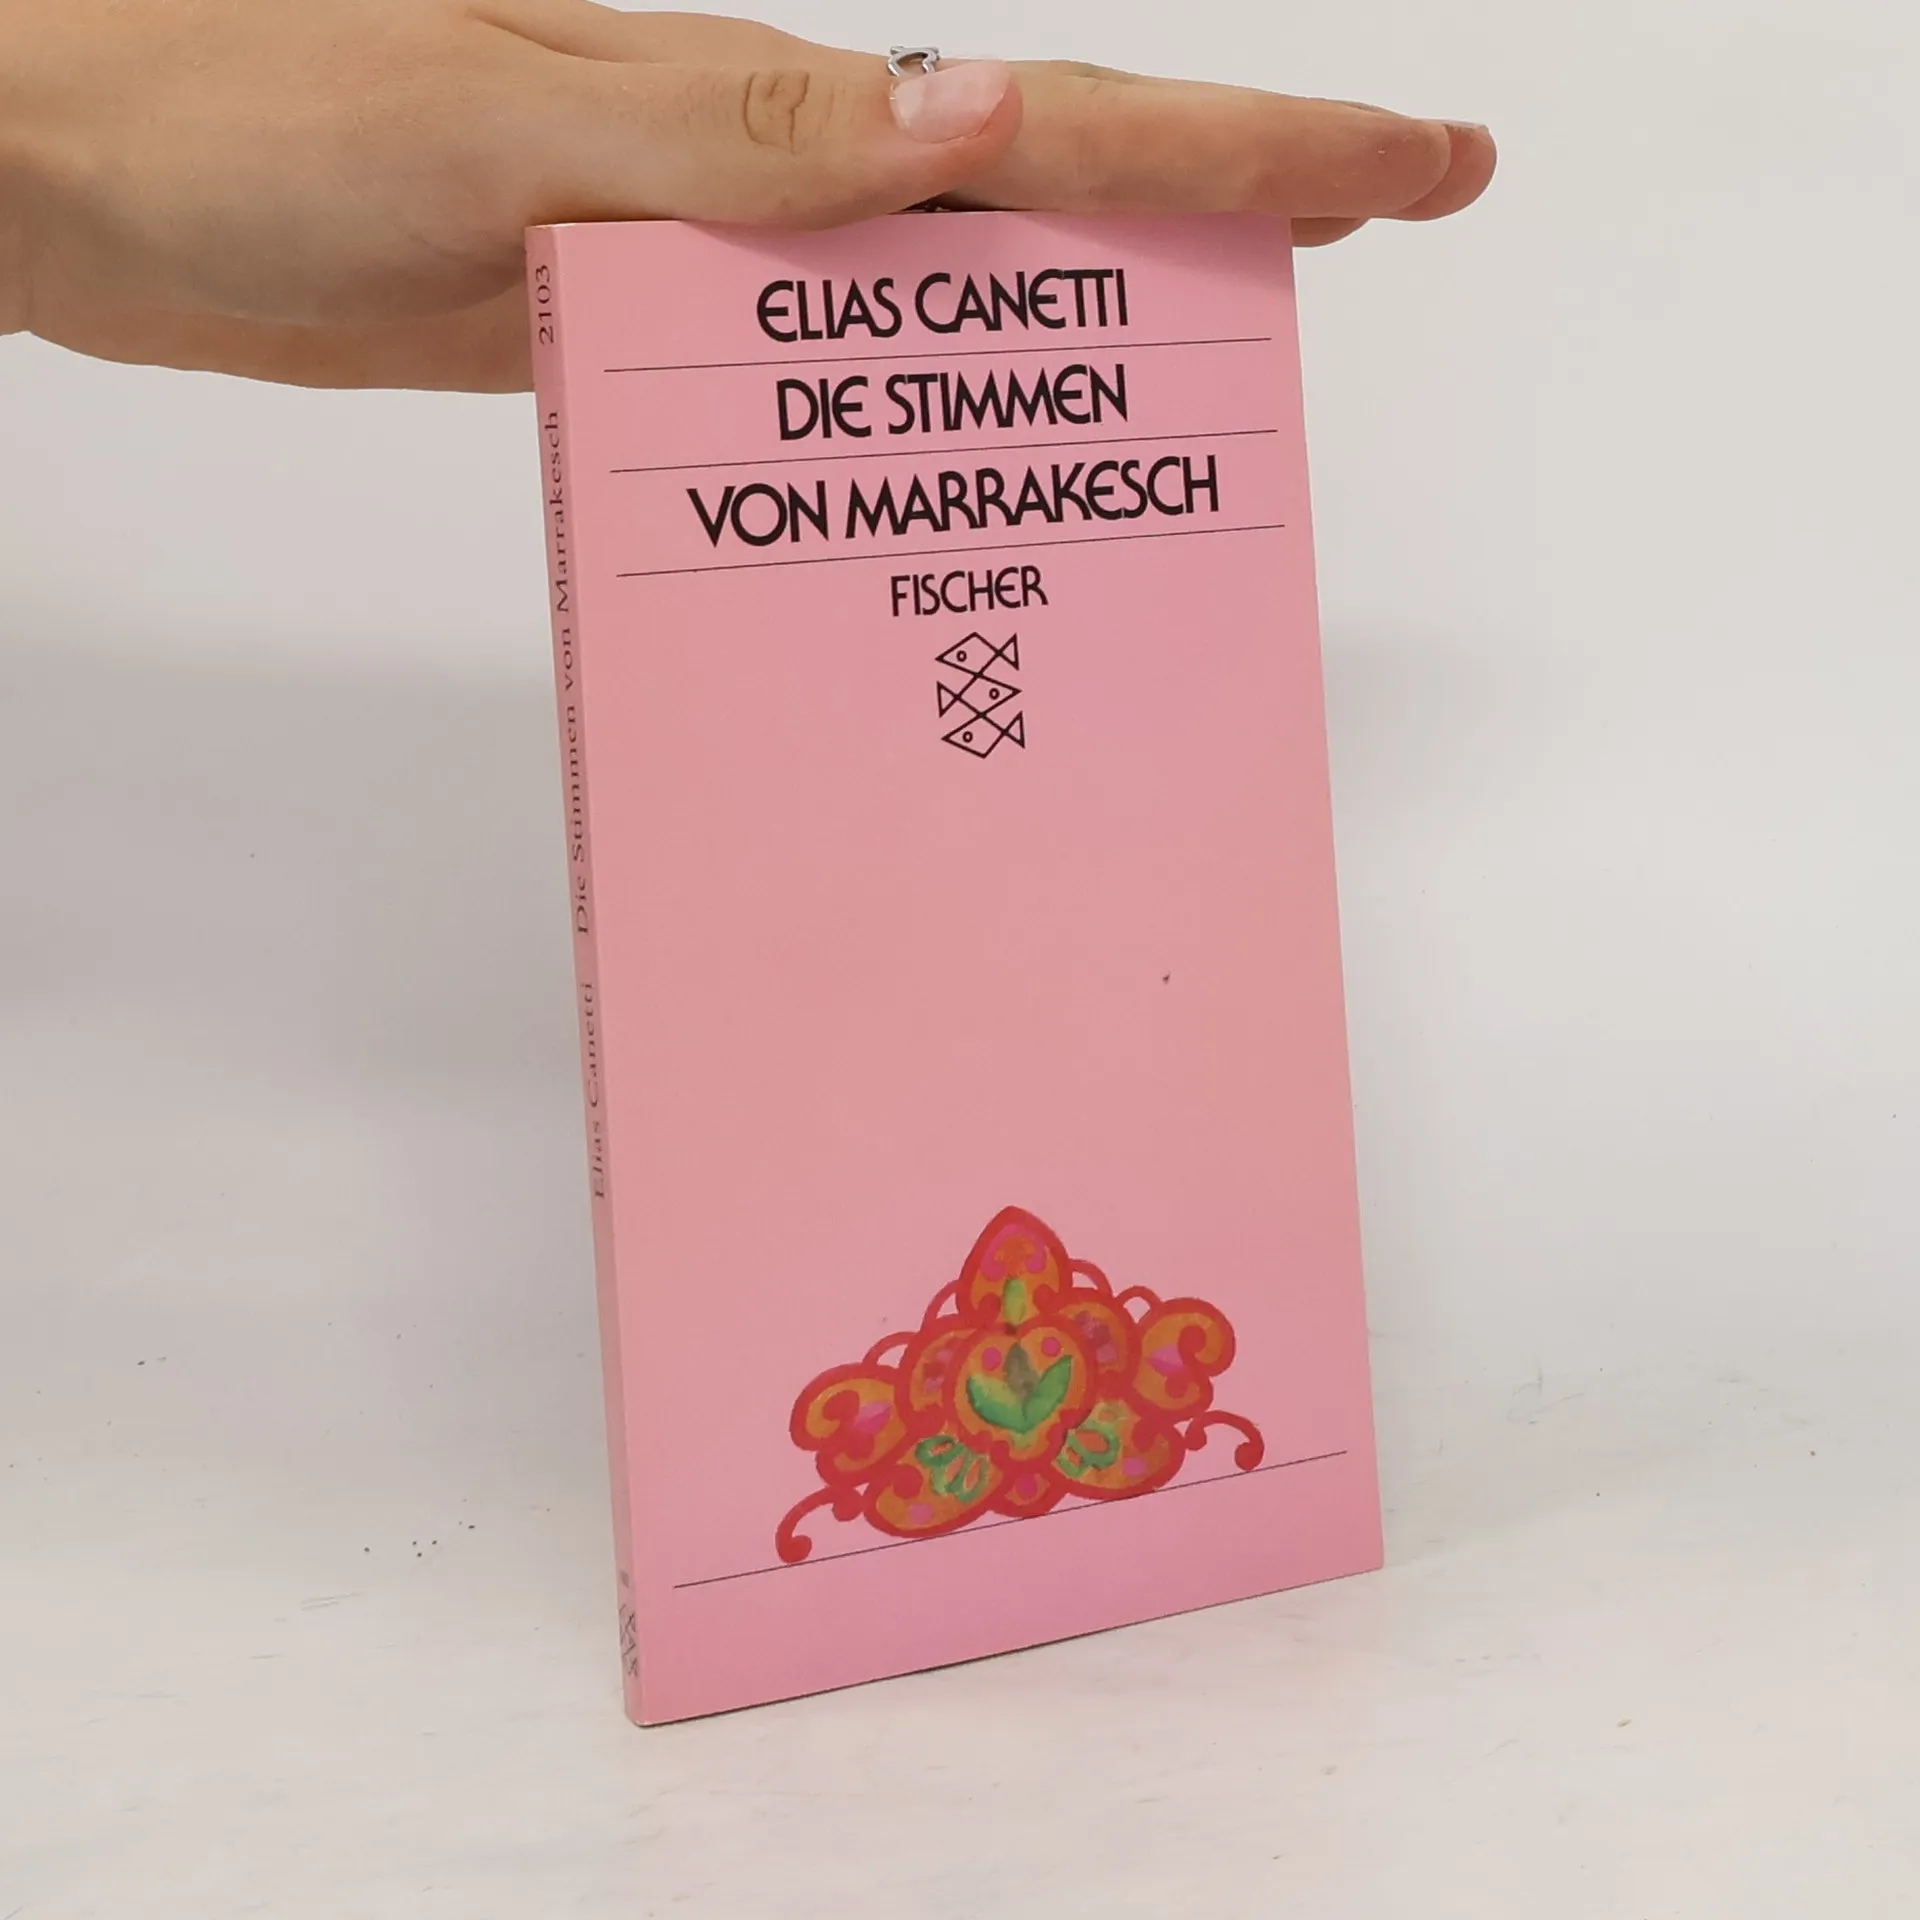 ELIAS CANETTI
DIE STIMMEN
VON MARRAKESCH
FISCHER
Elias Canetti Die Stimmen von Marrakesch 2103